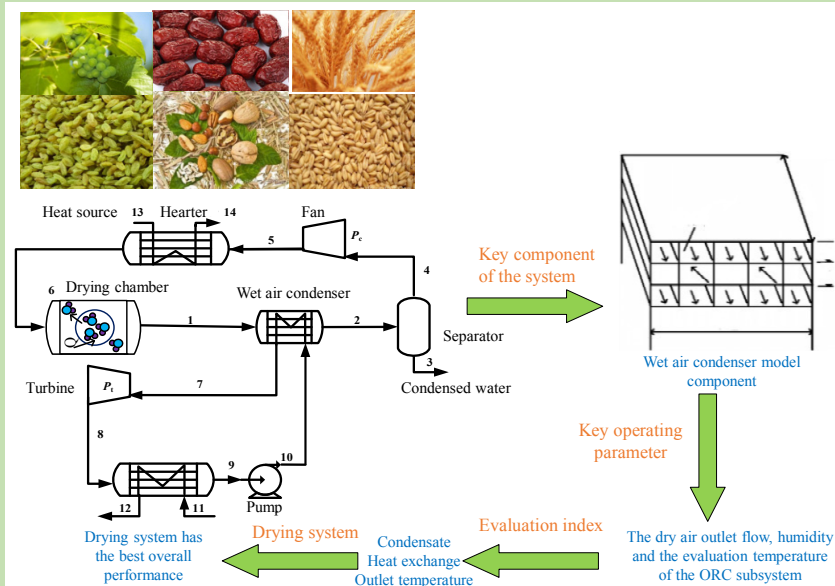 Heat source
13
Hearter
14
Fan
5
Pc
4
6
Drying chamber
Q
1
Wet air condenser
2
Separator
3
Condensed water
Turbine
Pt
7
8
9
10
Pump
12
11
Key component
of the system
Wet air condenser model
component
Key operating
parameter
The dry air outlet flow, humidity
and the evaluation temperature
of the ORC subsystem
Evaluation index
Condensate
Heat exchange
Outlet temperature
Drying system
Drying system has
the best overall
performance